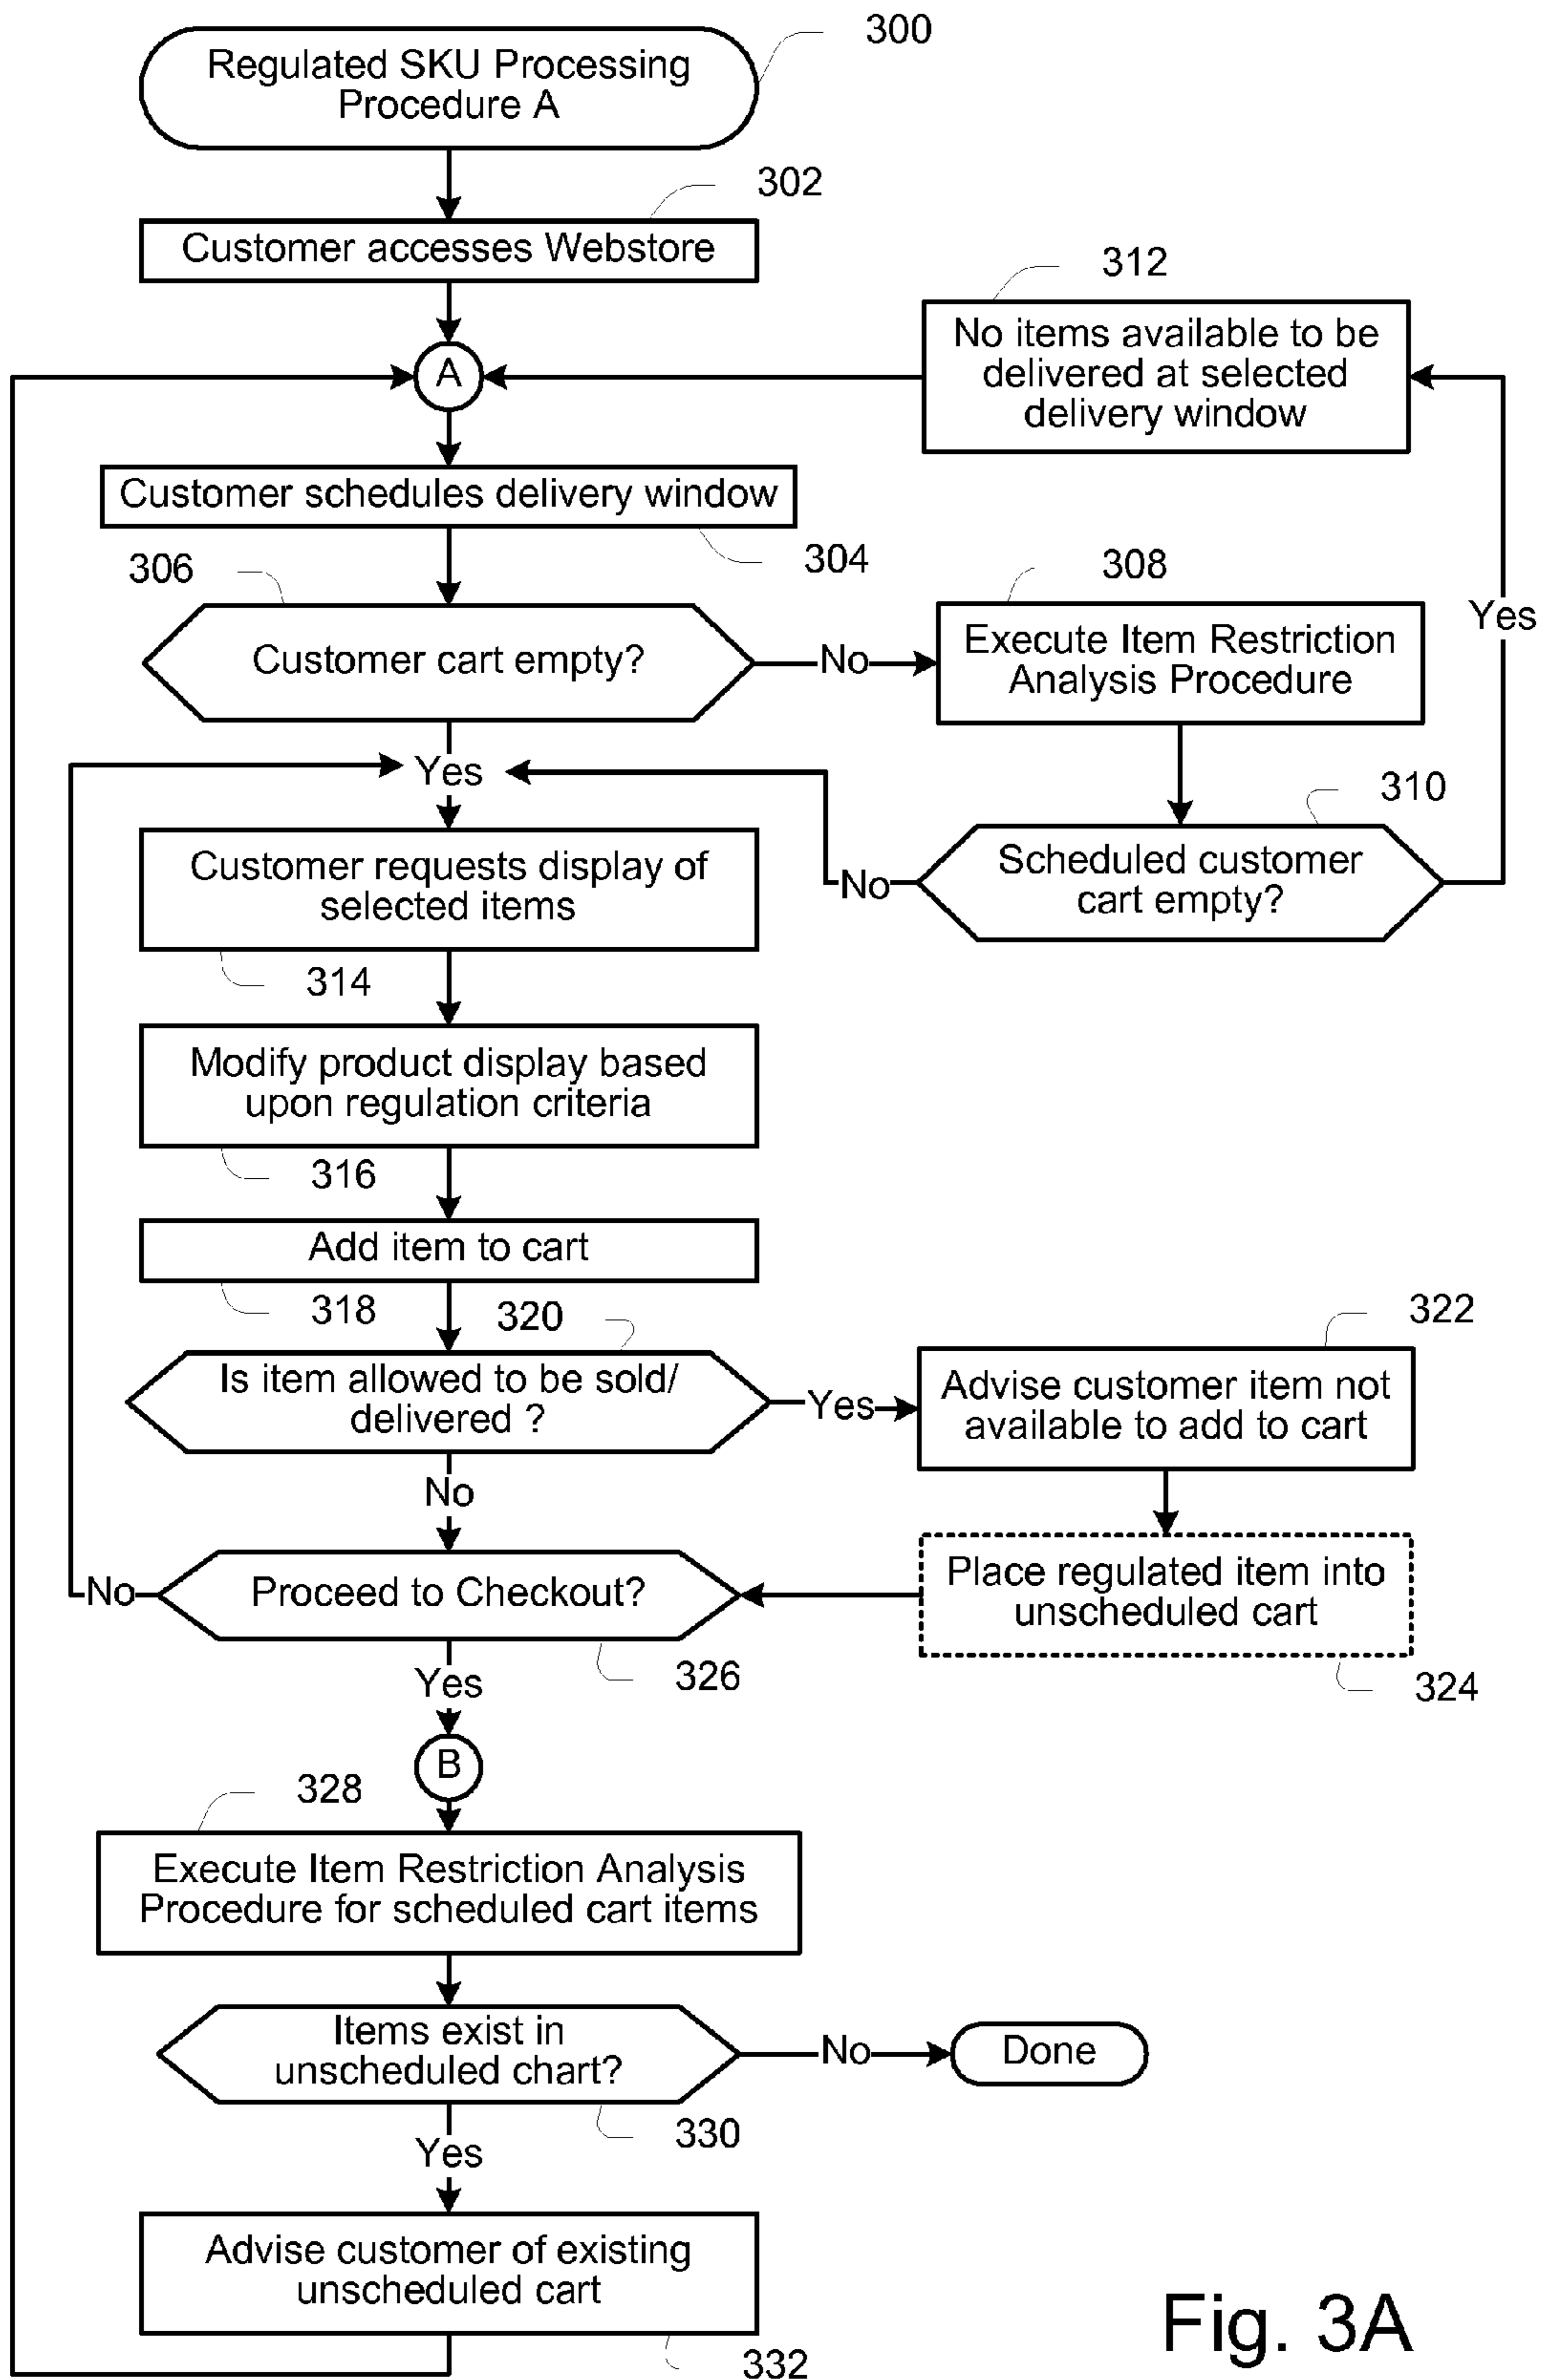 300
Regulated SKU Processing
Procedure A
302
Customer accesses Webstore
312
No items available to be
delivered at selected
delivery window
A
Customer schedules delivery window
304
306
308
Customer cart empty?
No
Execute Item Restriction
Analysis Procedure
Yes
Yes
310
Scheduled customer
cart empty?
No
Customer requests display of
selected items
314
Modify product display based
upon regulation criteria
316
Add item to cart
318
320
322
Is item allowed to be sold/
delivered ?
Yes
Advise customer item not
available to add to cart
No
Proceed to Checkout?
No
Place regulated item into
unscheduled cart
326
324
Yes
B
328
Execute Item Restriction Analysis
Procedure for scheduled cart items
Items exist in
unscheduled chart?
No
Done
330
Yes
Advise customer of existing
unscheduled cart
332
Fig. 3A